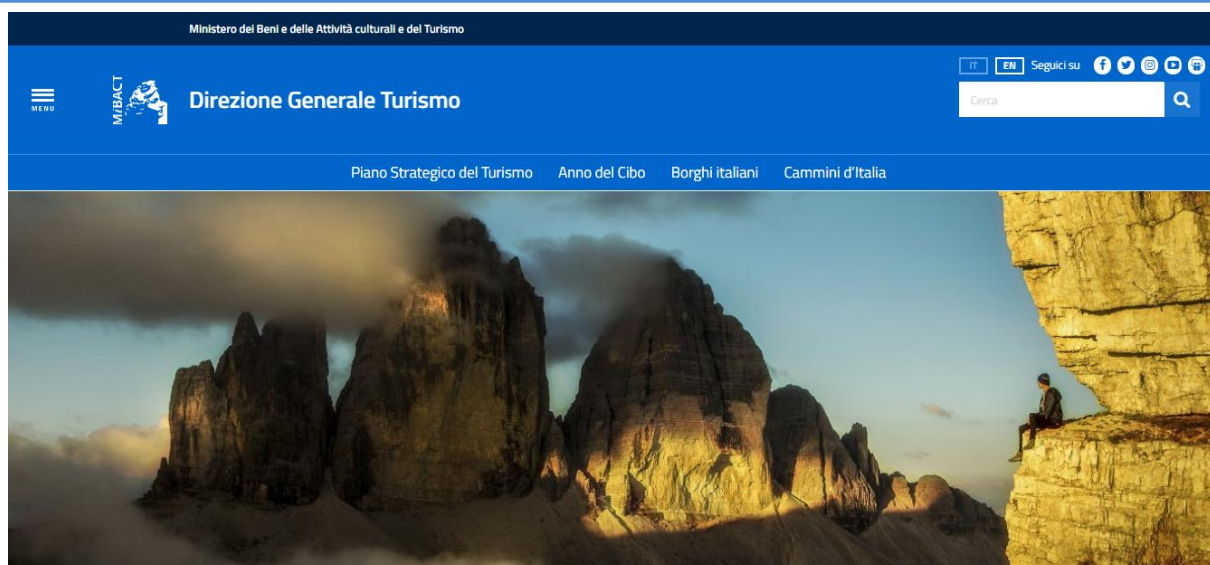 Ministero dei Beni e delle Attività culturali e del Turismo
IT EN Seguici su
MENU
MiBACT
Direzione Generale Turismo
Cerca
Piano Strategico del Turismo Anno del Cibo Borghi italiani Cammini d'Italia